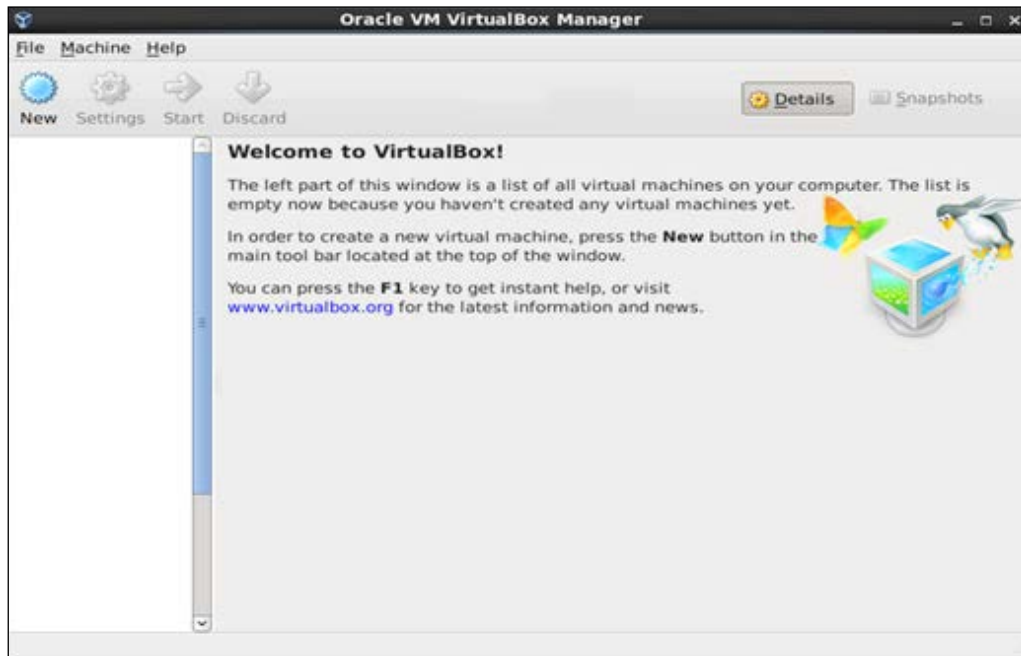 Oracle VM VirtualBox Manager
File Machine Help
New Settings Start Discard
Details Snapshots
Welcome to VirtualBox!
The left part of this window is a list of all virtual machines on your computer. The list is
empty now because you haven't created any virtual machines yet.
In order to create a new virtual machine, press the New button in the
main tool bar located at the top of the window.
You can press the F1 key to get instant help, or visit
www.virtualbox.org for the latest information and news.